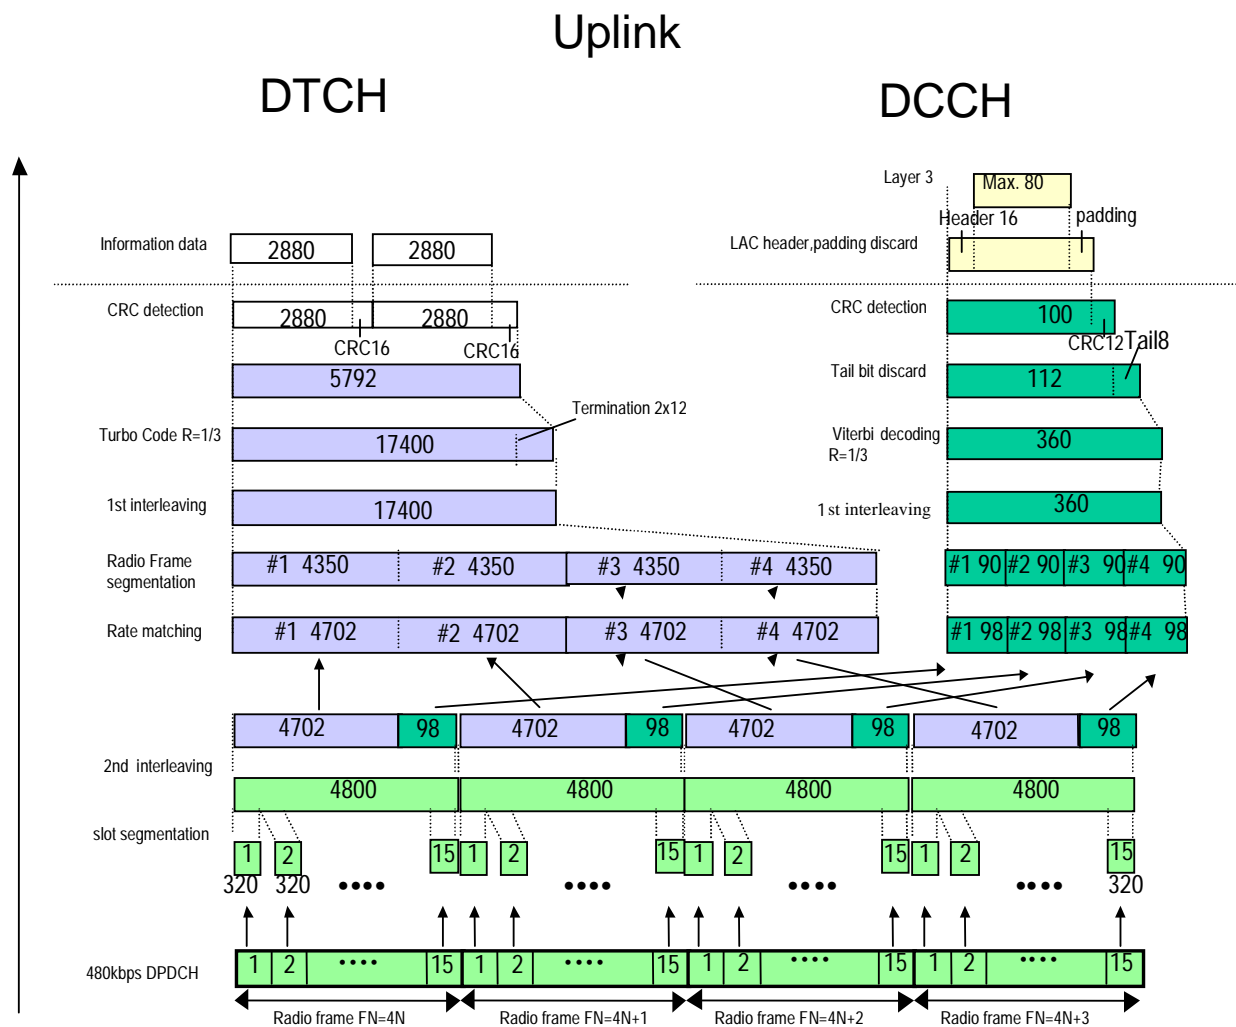 Uplink
DTCH
DCCH
Layer 3
Max. 80
Header 16
padding
Information data
2880
2880
LAC header,padding discard
CRC detection
2880
2880
CRC16
CRC16
CRC detection
100
CRC12
Tail8
5792
Tail bit discard
112
Termination 2x12
Turbo Code R=1/3
17400
Viterbi decoding
R=1/3
360
1st interleaving
17400
1st interleaving
360
Radio Frame
segmentation
#1 4350
#2 4350
#3 4350
#4 4350
#1 90
#2 90
#3 90
#4 90
Rate matching
#1 4702
#2 4702
#3 4702
#4 4702
#1 98
#2 98
#3 98
#4 98
4702
98
4702
98
4702
98
4702
98
2nd interleaving
4800
4800
4800
4800
slot segmentation
1
2
15
1
2
15
1
2
15
1
2
15
320
320
320
480kbps DPDCH
1
2
15
1
2
15
1
2
15
1
2
15
Radio frame FN=4N
Radio frame FN=4N+1
Radio frame FN=4N+2
Radio frame FN=4N+3